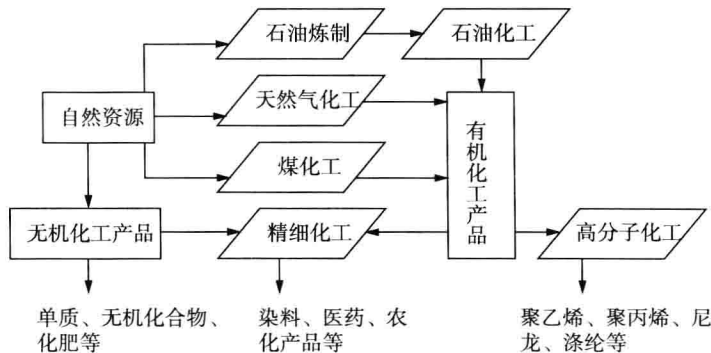 石油炼制
石油化工
自然资源
天然气化工
煤化工
有机化工产品
无机化工产品
精细化工
高分子化工
单质、无机化合物、
化肥等
染料、医药、农
化产品等
聚乙烯、聚丙烯、尼
龙、涤纶等